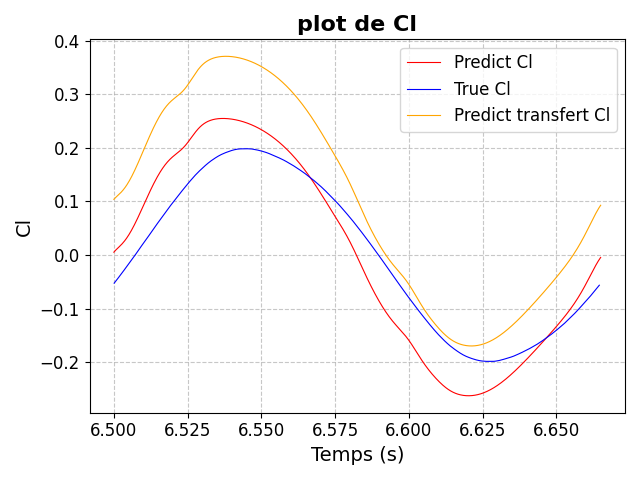 plot de Cl
Predict Cl
True Cl
Predict transfert Cl
Cl
0.4
0.3
0.2
0.1
0.0
−0.1
−0.2
6.500 6.525 6.550 6.575 6.600 6.625 6.650
Temps (s)